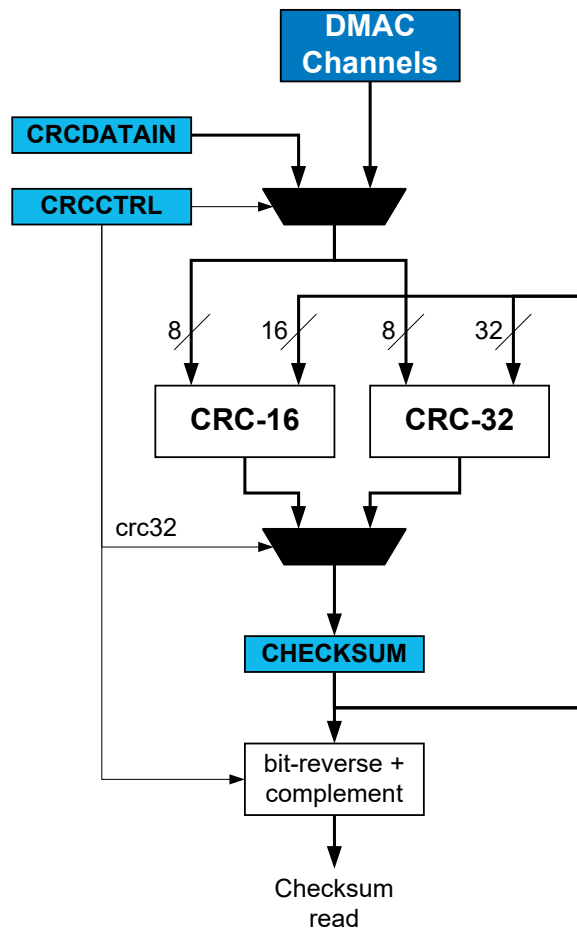 DMAC
Channels
CRCDATAIN
CRCCTRL
8
16
8
32
CRC-16
CRC-32
crc32
CHECKSUM
bit-reverse +
complement
Checksum
read